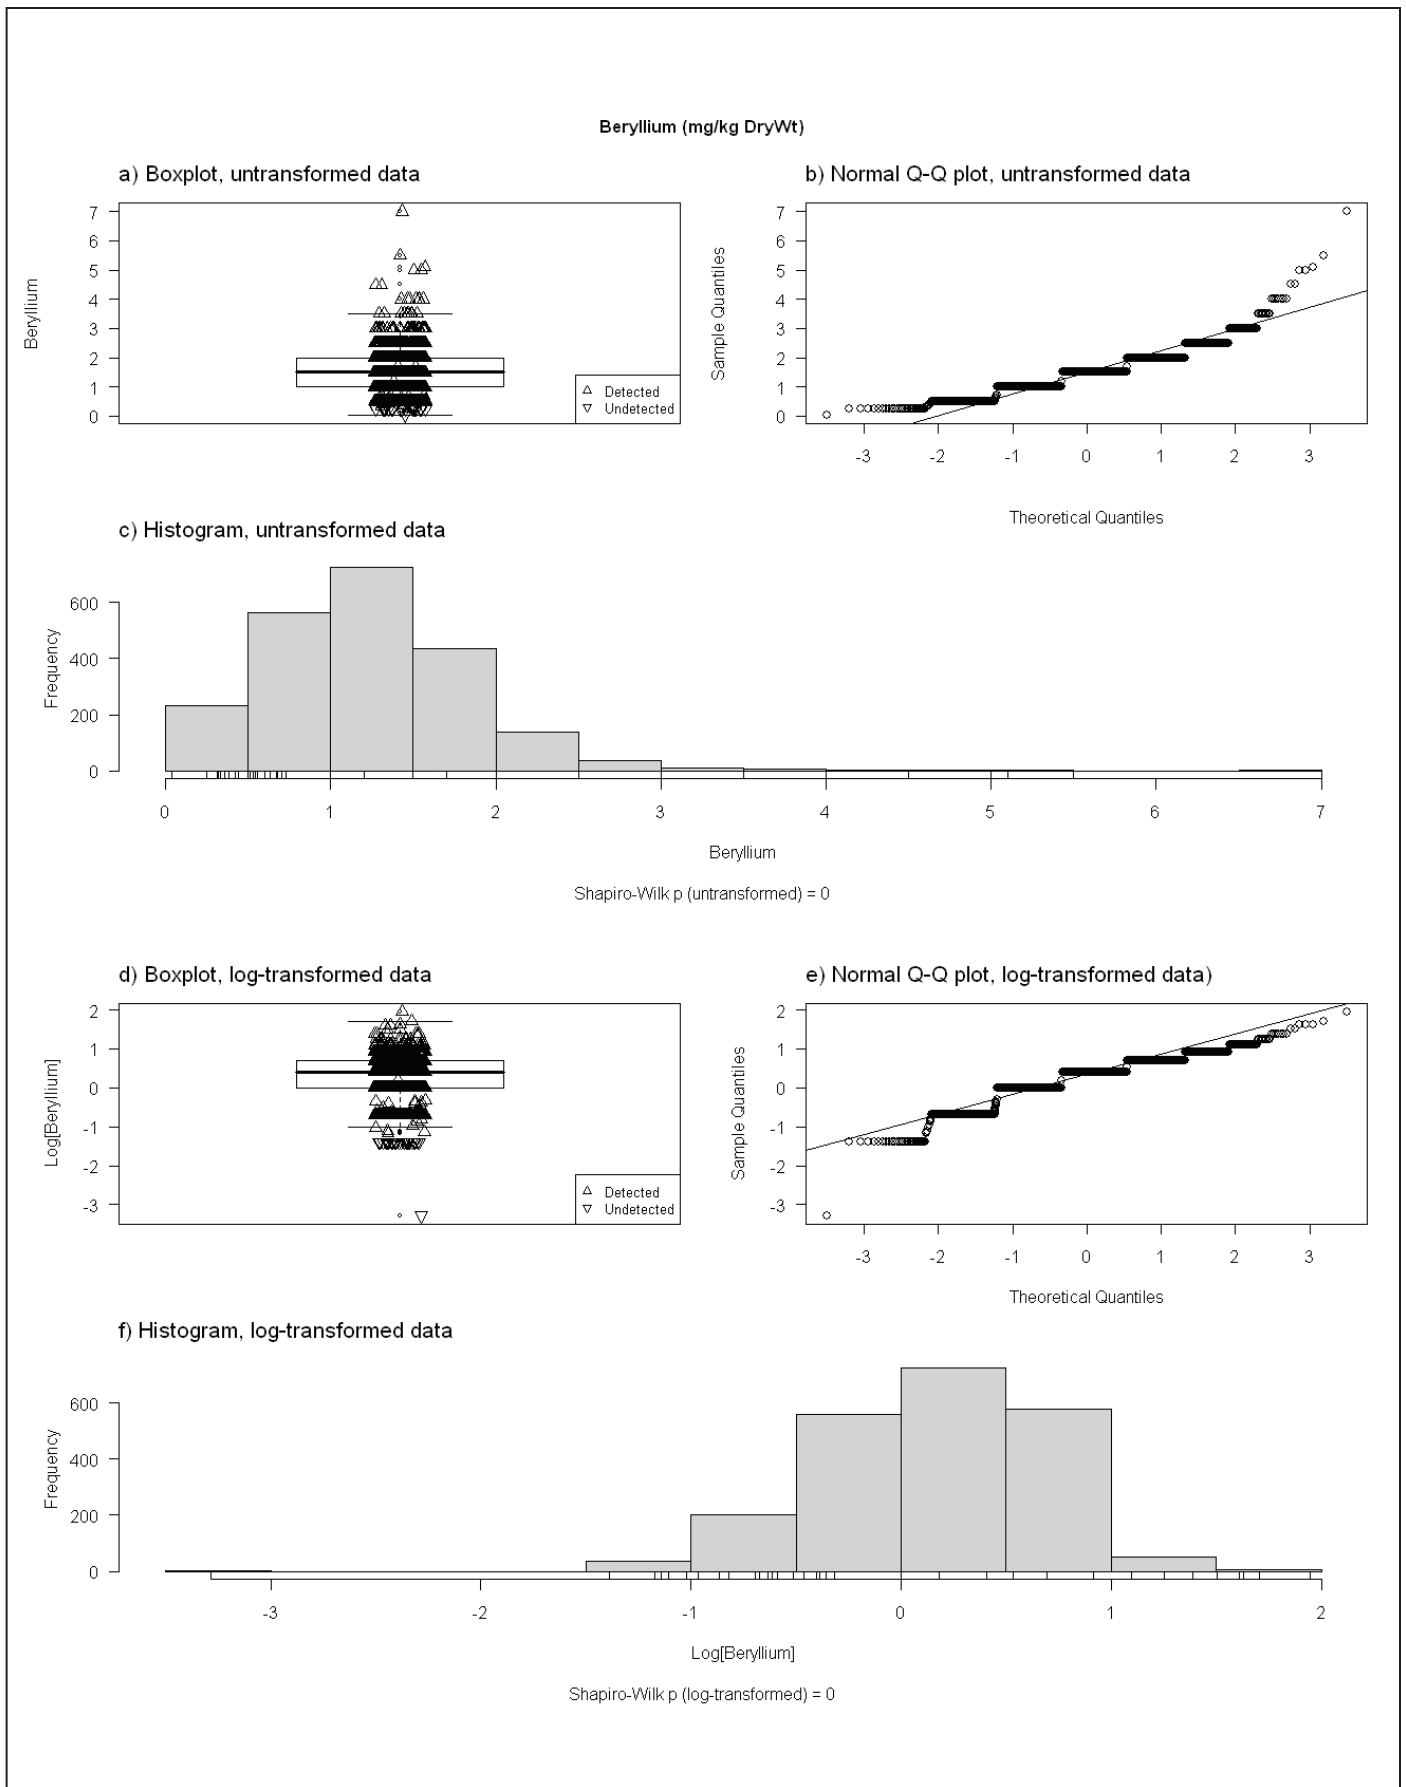 Beryllium (mg/kg DryWt)
a) Boxplot, untransformed data
7
6
5
4
3
2
1
0
Beryllium
Detected
Undetected
b) Normal Q-Q plot, untransformed data
7
6
5
4
3
2
1
0
Sample Quantiles
-3 -2 -1 0 1 2 3
Theoretical Quantiles
c) Histogram, untransformed data
600
400
200
0
Frequency
0 1 2 3 4 5 6 7
Beryllium
Shapiro-Wilk p (untransformed) = 0
d) Boxplot, log-transformed data
2
1
0
-1
-2
-3
Log[Beryllium]
Detected
Undetected
e) Normal Q-Q plot, log-transformed data)
2
1
0
-1
-2
-3
Sample Quantiles
-3 -2 -1 0 1 2 3
Theoretical Quantiles
f) Histogram, log-transformed data
600
400
200
0
Frequency
-3 -2 -1 0 1 2
Log[Beryllium]
Shapiro-Wilk p (log-transformed) = 0